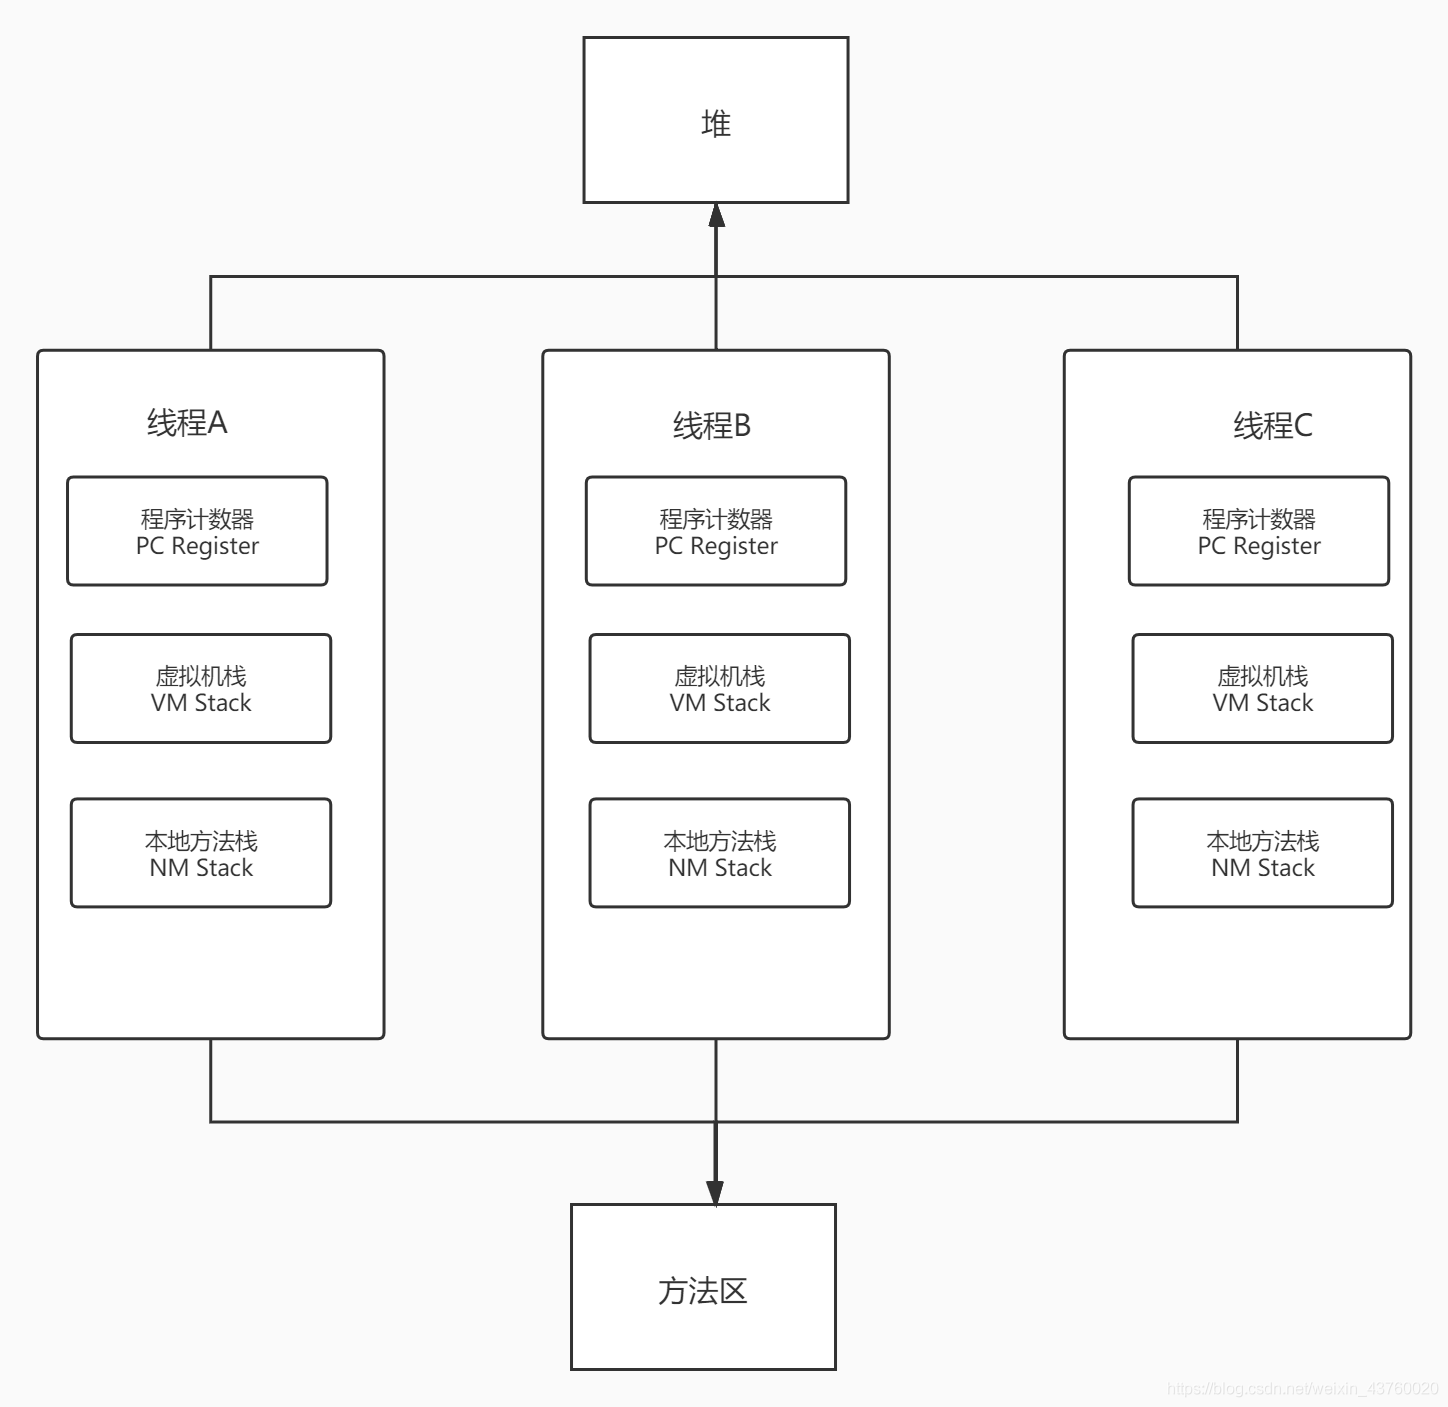 堆
线程A
程序计数器
PC Register
虚拟机栈
VM Stack
本地方法栈
NM Stack
线程B
程序计数器
PC Register
虚拟机栈
VM Stack
本地方法栈
NM Stack
线程C
程序计数器
PC Register
虚拟机栈
VM Stack
本地方法栈
NM Stack
方法区
https://blog.csdn.net/weixin_43760020